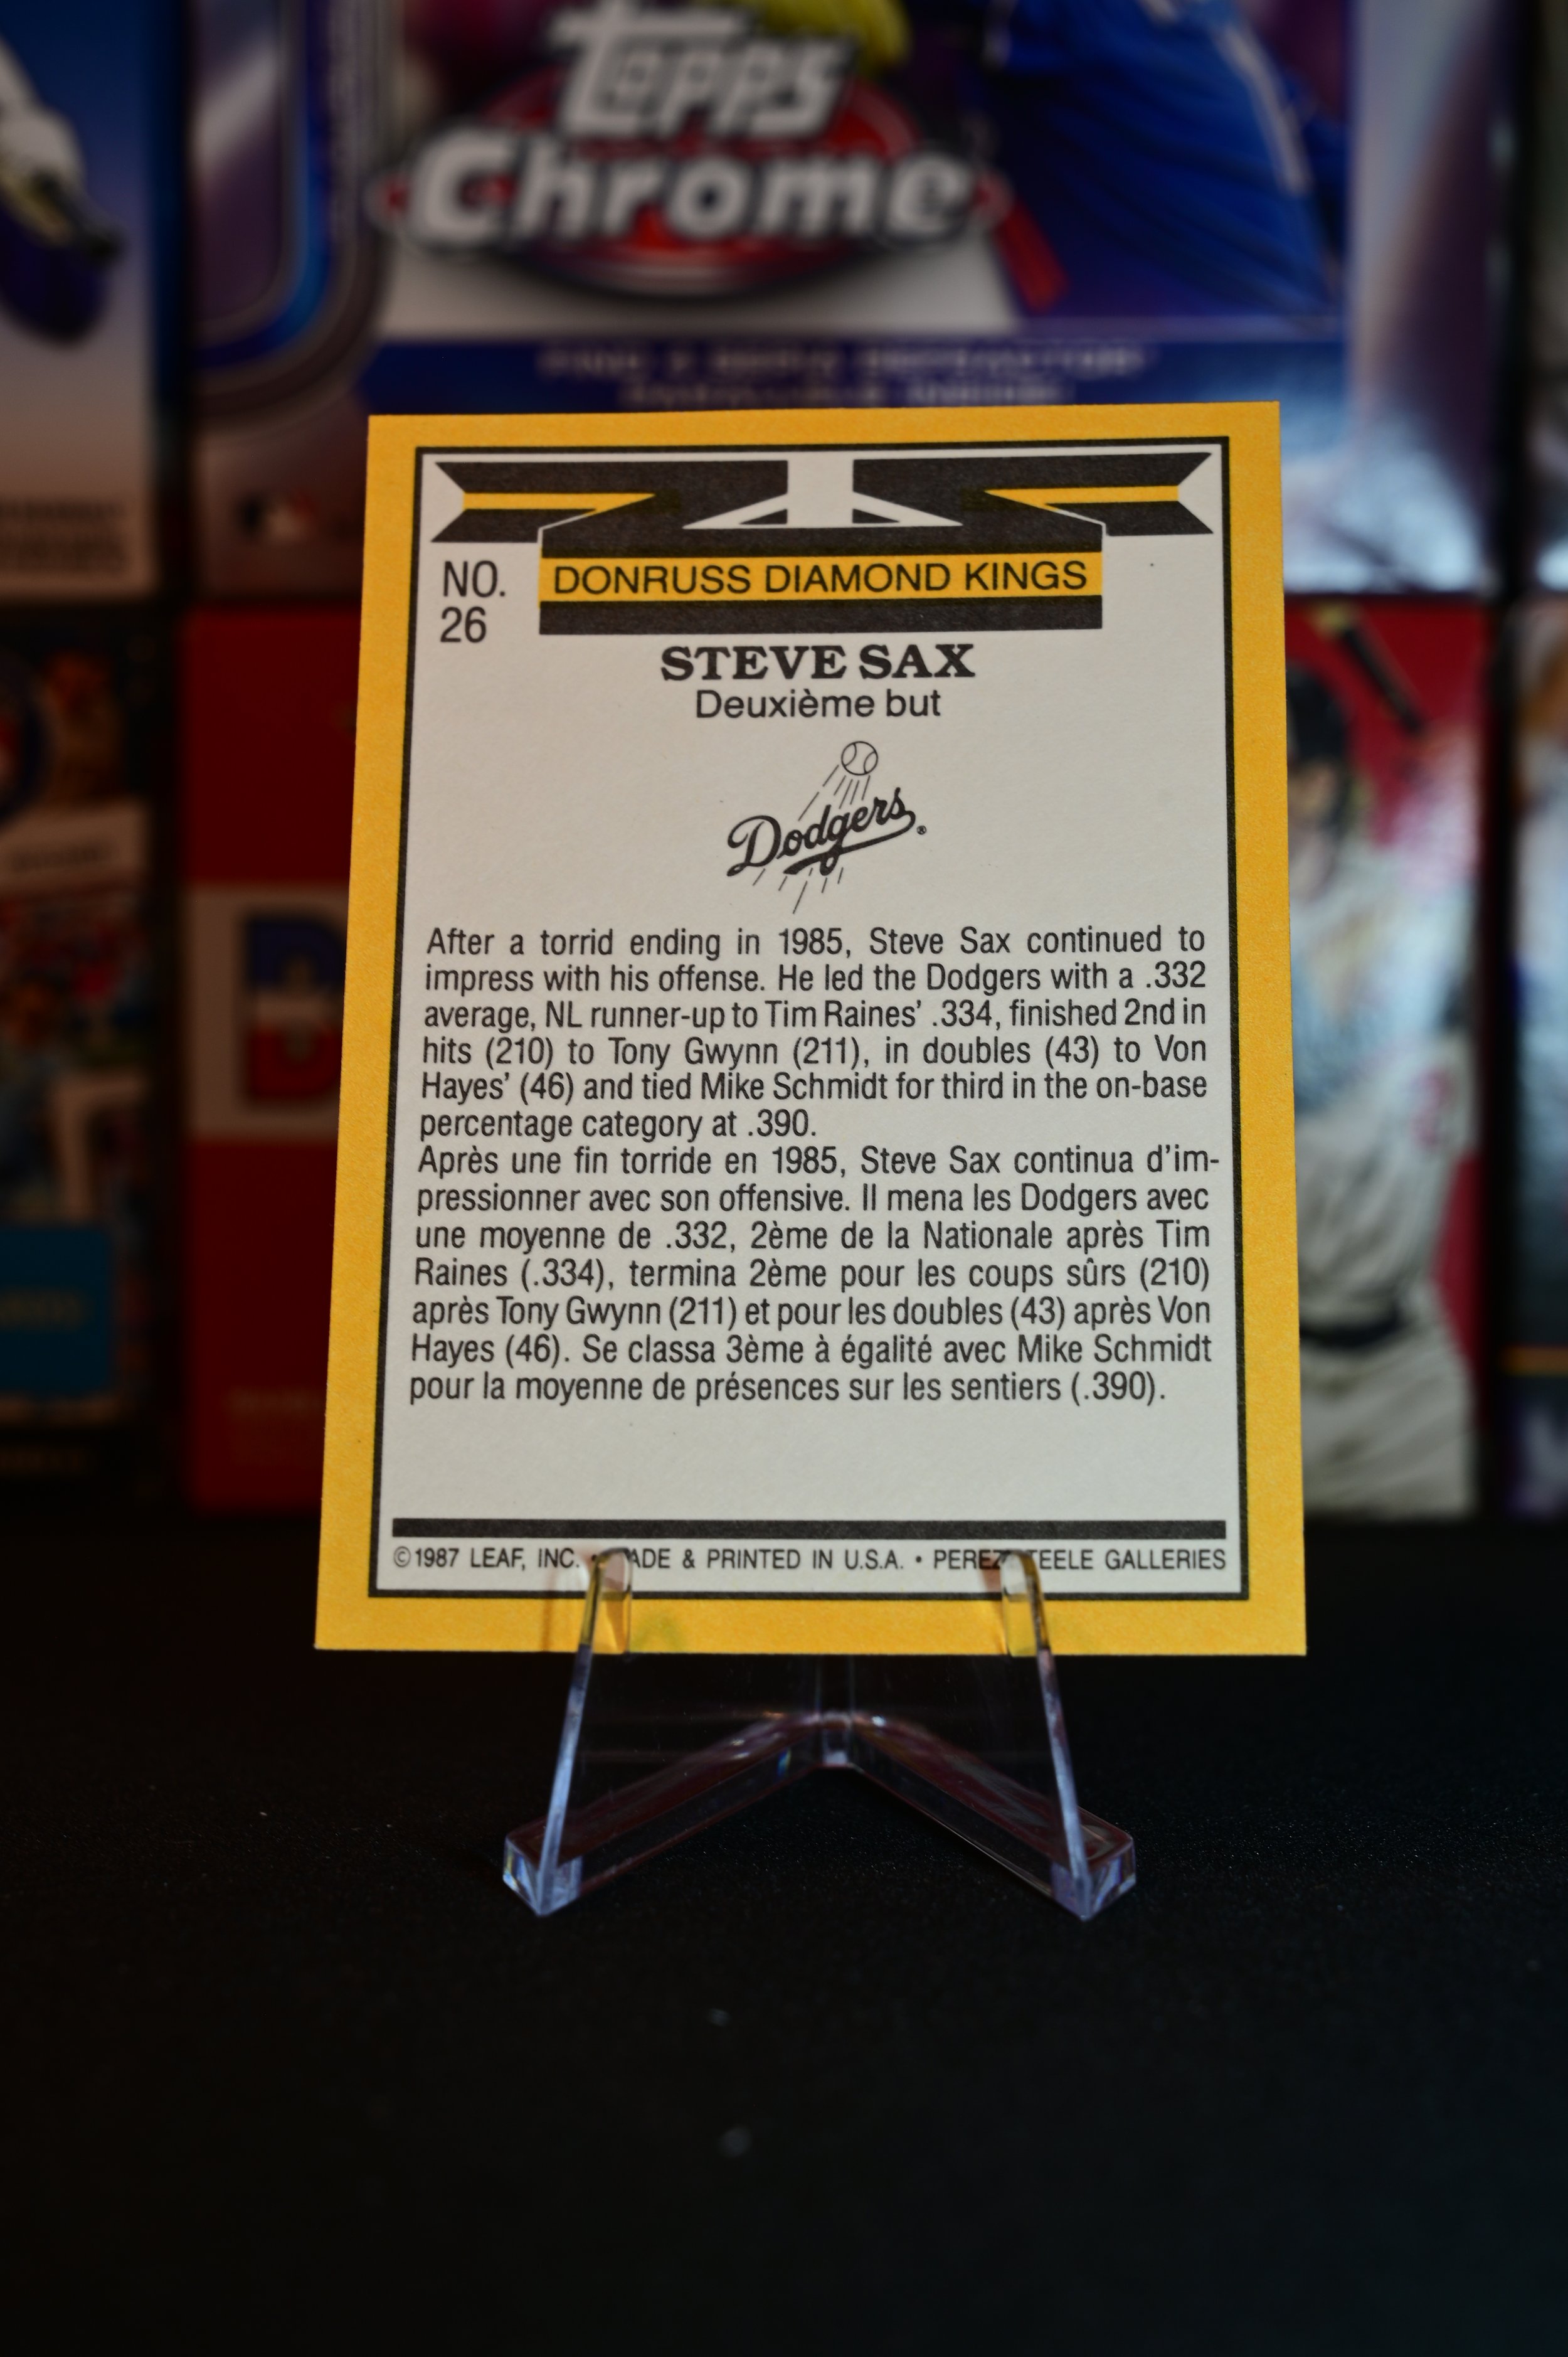 Topps
Chrome
NO.
26
DONRUSS DIAMOND KINGS
STEVE SAX
Deuxième but
Dodgers®
After a torrid ending in 1985, Steve Sax continued to
impress with his offense. He led the Dodgers with a .332
average, NL runner-up to Tim Raines' .334, finished 2nd in
hits (210) to Tony Gwynn (211), in doubles (43) to Von
Hayes' (46) and tied Mike Schmidt for third in the on-base
percentage category at .390.
Après une fin torride en 1985, Steve Sax continua d'im-
pressionner avec son offensive. Il mena les Dodgers avec
une moyenne de .332, 2ème de la Nationale après Tim
Raines (.334), termina 2ème pour les coups sûrs (210)
après Tony Gwynn (211) et pour les doubles (43) après Von
Hayes (46). Se classa 3ème à égalité avec Mike Schmidt
pour la moyenne de présences sur les sentiers (.390).
©1987 LEAF, INC. • & PRINTED IN U.S.A. • GALLERIES